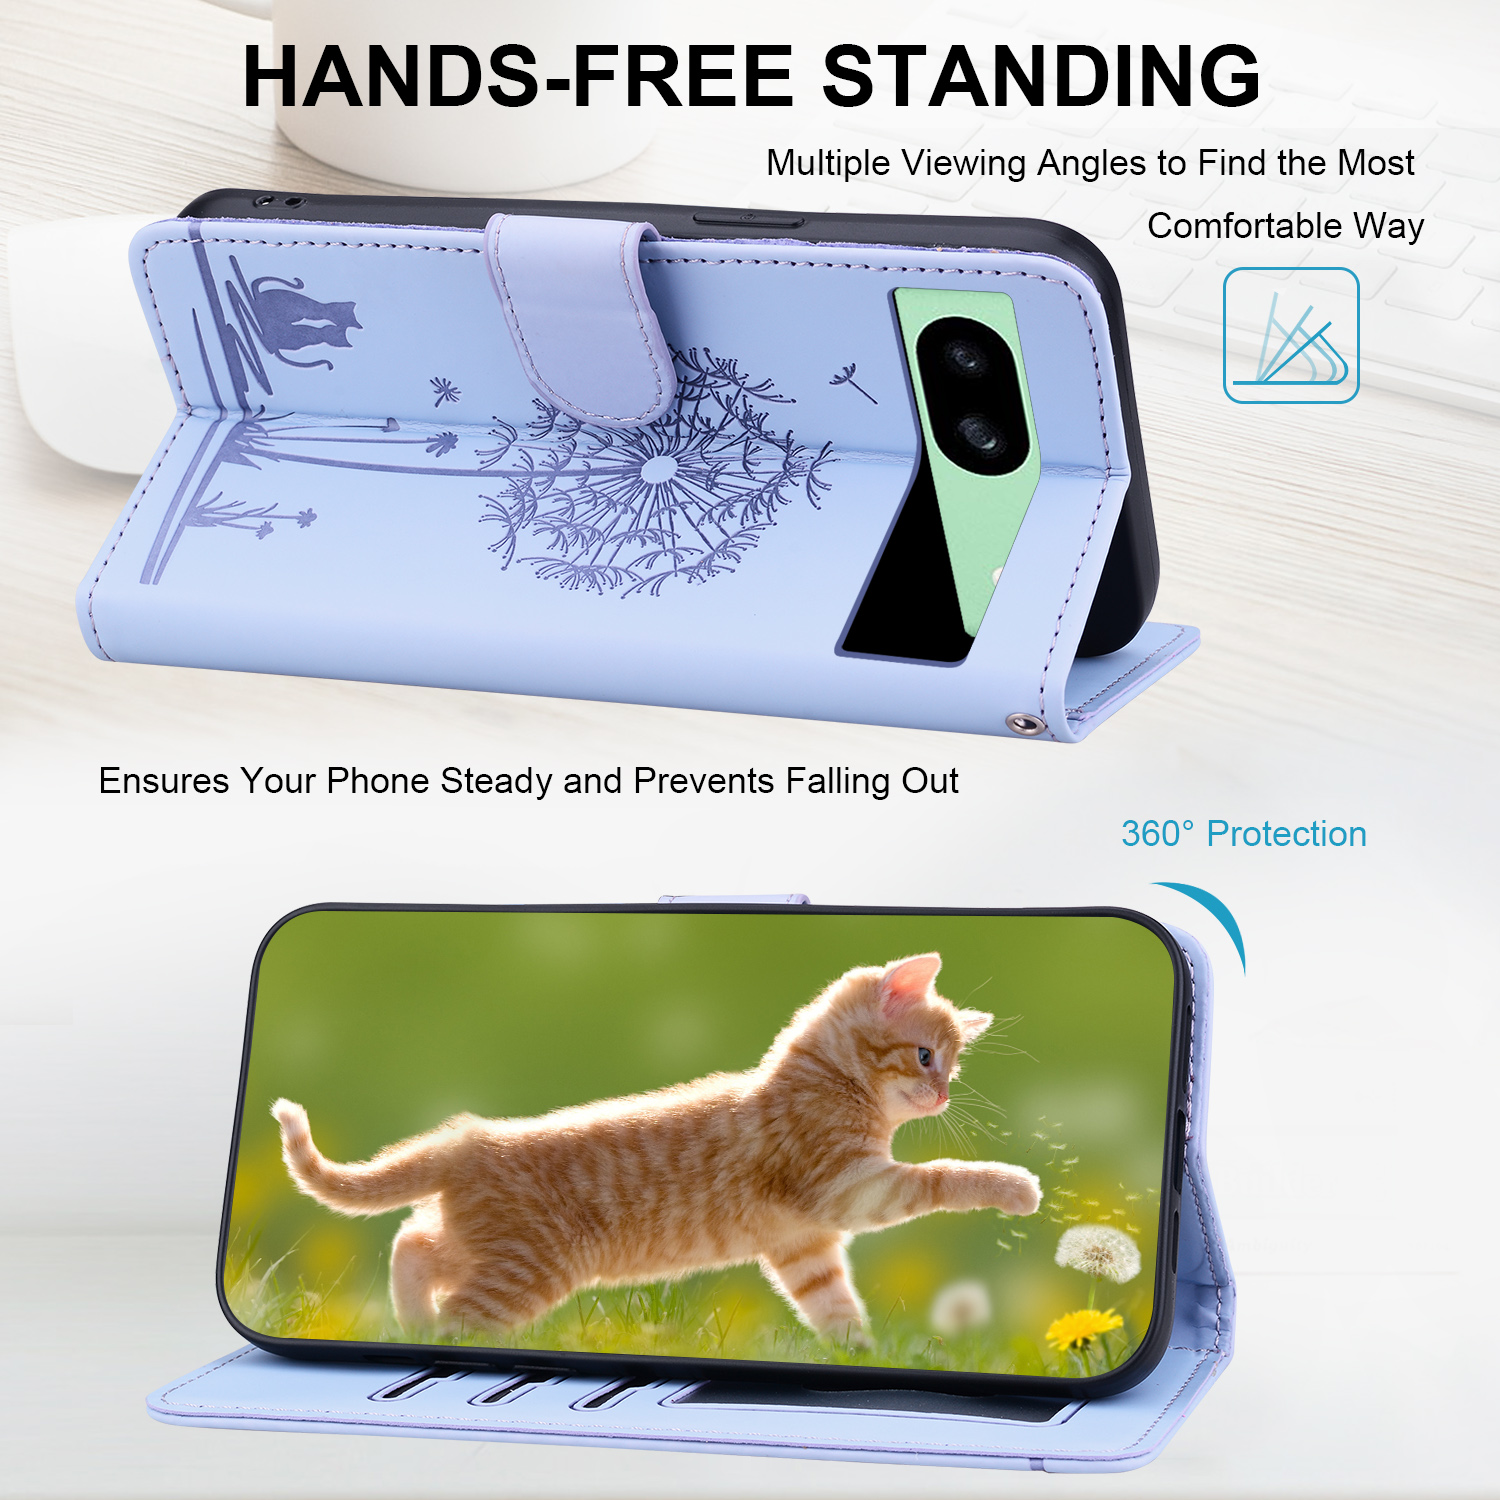 HANDS-FREE STANDING
Multiple Viewing Angles to Find the Most
Comfortable Way
Ensures Your Phone Steady and Prevents Falling Out
360° Protection